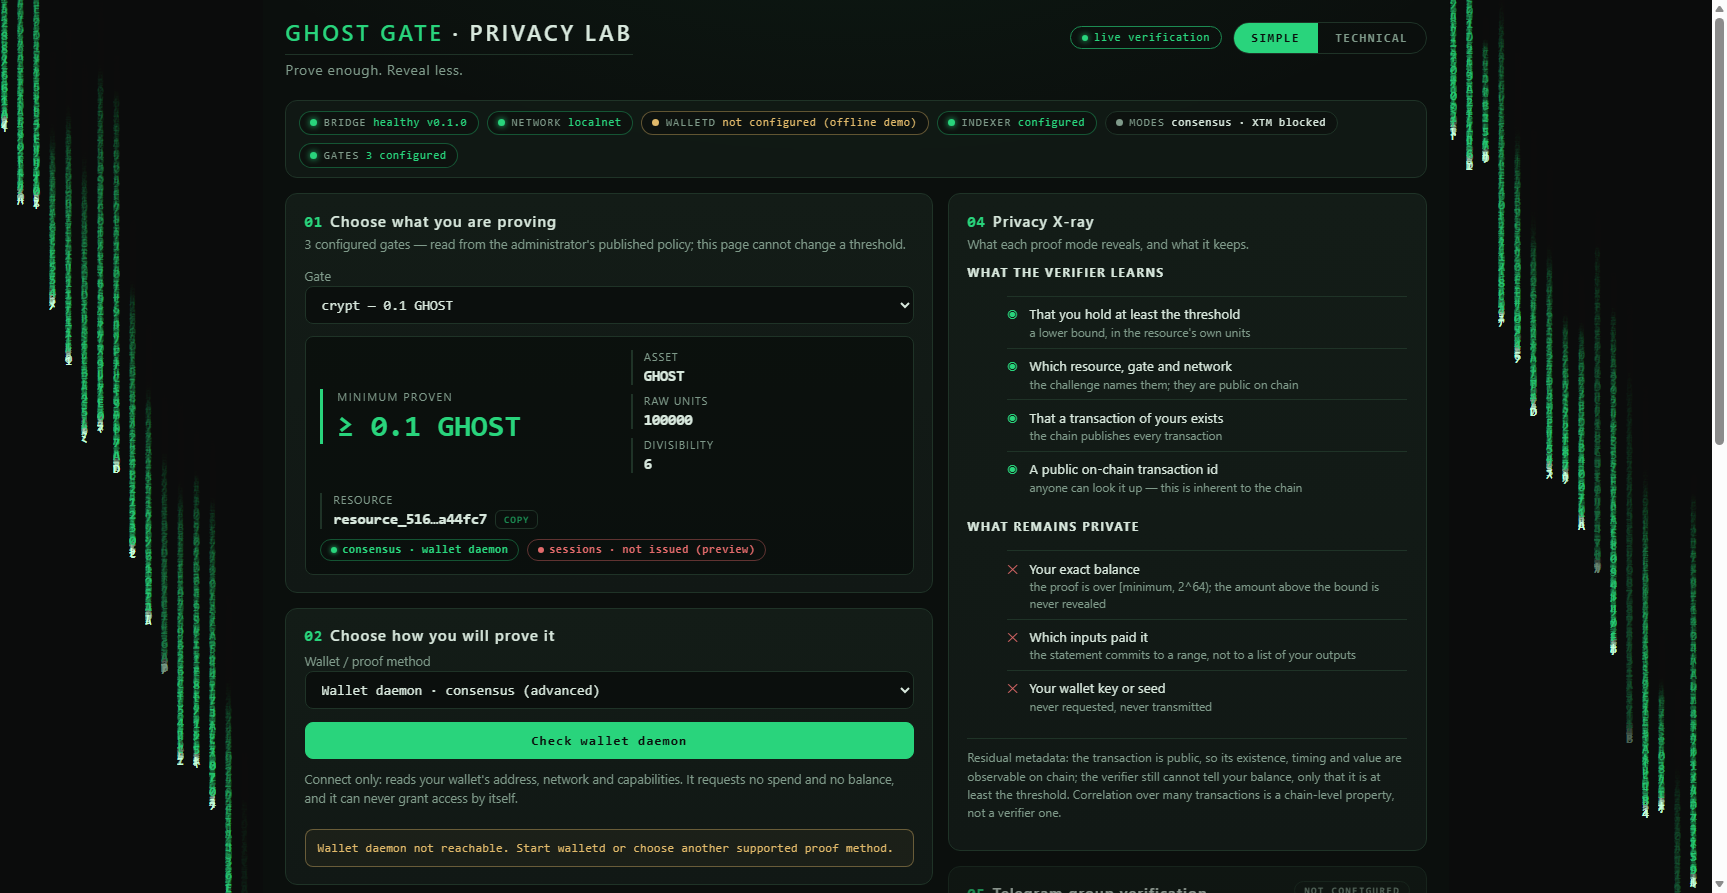 GHOST GATE · PRIVACY LAB
Prove enough. Reveal less.
live verification
SIMPLE
TECHNICAL
BRIDGE healthy v0.1.0
NETWORK localnet
WALLETD not configured (offline demo)
INDEXER configured
MODES consensus · XTM blocked
GATES 3 configured
01 Choose what you are proving
3 configured gates — read from the administrator's published policy; this page cannot change a threshold.
Gate
crypt — 0.1 GHOST
MINIMUM PROVEN
≥ 0.1 GHOST
ASSET
GHOST
RAW UNITS
100000
DIVISIBILITY
6
RESOURCE
resource_516…a44fc7 COPY
consensus · wallet daemon
sessions · not issued (preview)
02 Choose how you will prove it
Wallet / proof method
Wallet daemon · consensus (advanced)
Check wallet daemon
Connect only: reads your wallet's address, network and capabilities. It requests no spend and no balance,
and it can never grant access by itself.
Wallet daemon not reachable. Start walletd or choose another supported proof method.
04 Privacy X-ray
What each proof mode reveals, and what it keeps.
WHAT THE VERIFIER LEARNS
That you hold at least the threshold
a lower bound, in the resource's own units
Which resource, gate and network
the challenge names them; they are public on chain
That a transaction of yours exists
the chain publishes every transaction
A public on-chain transaction id
anyone can look it up — this is inherent to the chain
WHAT REMAINS PRIVATE
Your exact balance
the proof is over [minimum, 2^64); the amount above the bound is
never revealed
Which inputs paid it
the statement commits to a range, not to a list of your outputs
Your wallet key or seed
never requested, never transmitted
Residual metadata: the transaction is public, so its existence, timing and value are
observable on chain; the verifier still cannot tell your balance, only that it is at
least the threshold. Correlation over many transactions is a chain-level property,
not a verifier one.
05 Telegram group verification
NOT CONFIGURED